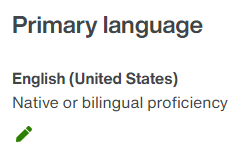 Primary language
English (United States)
Native or bilingual proficiency